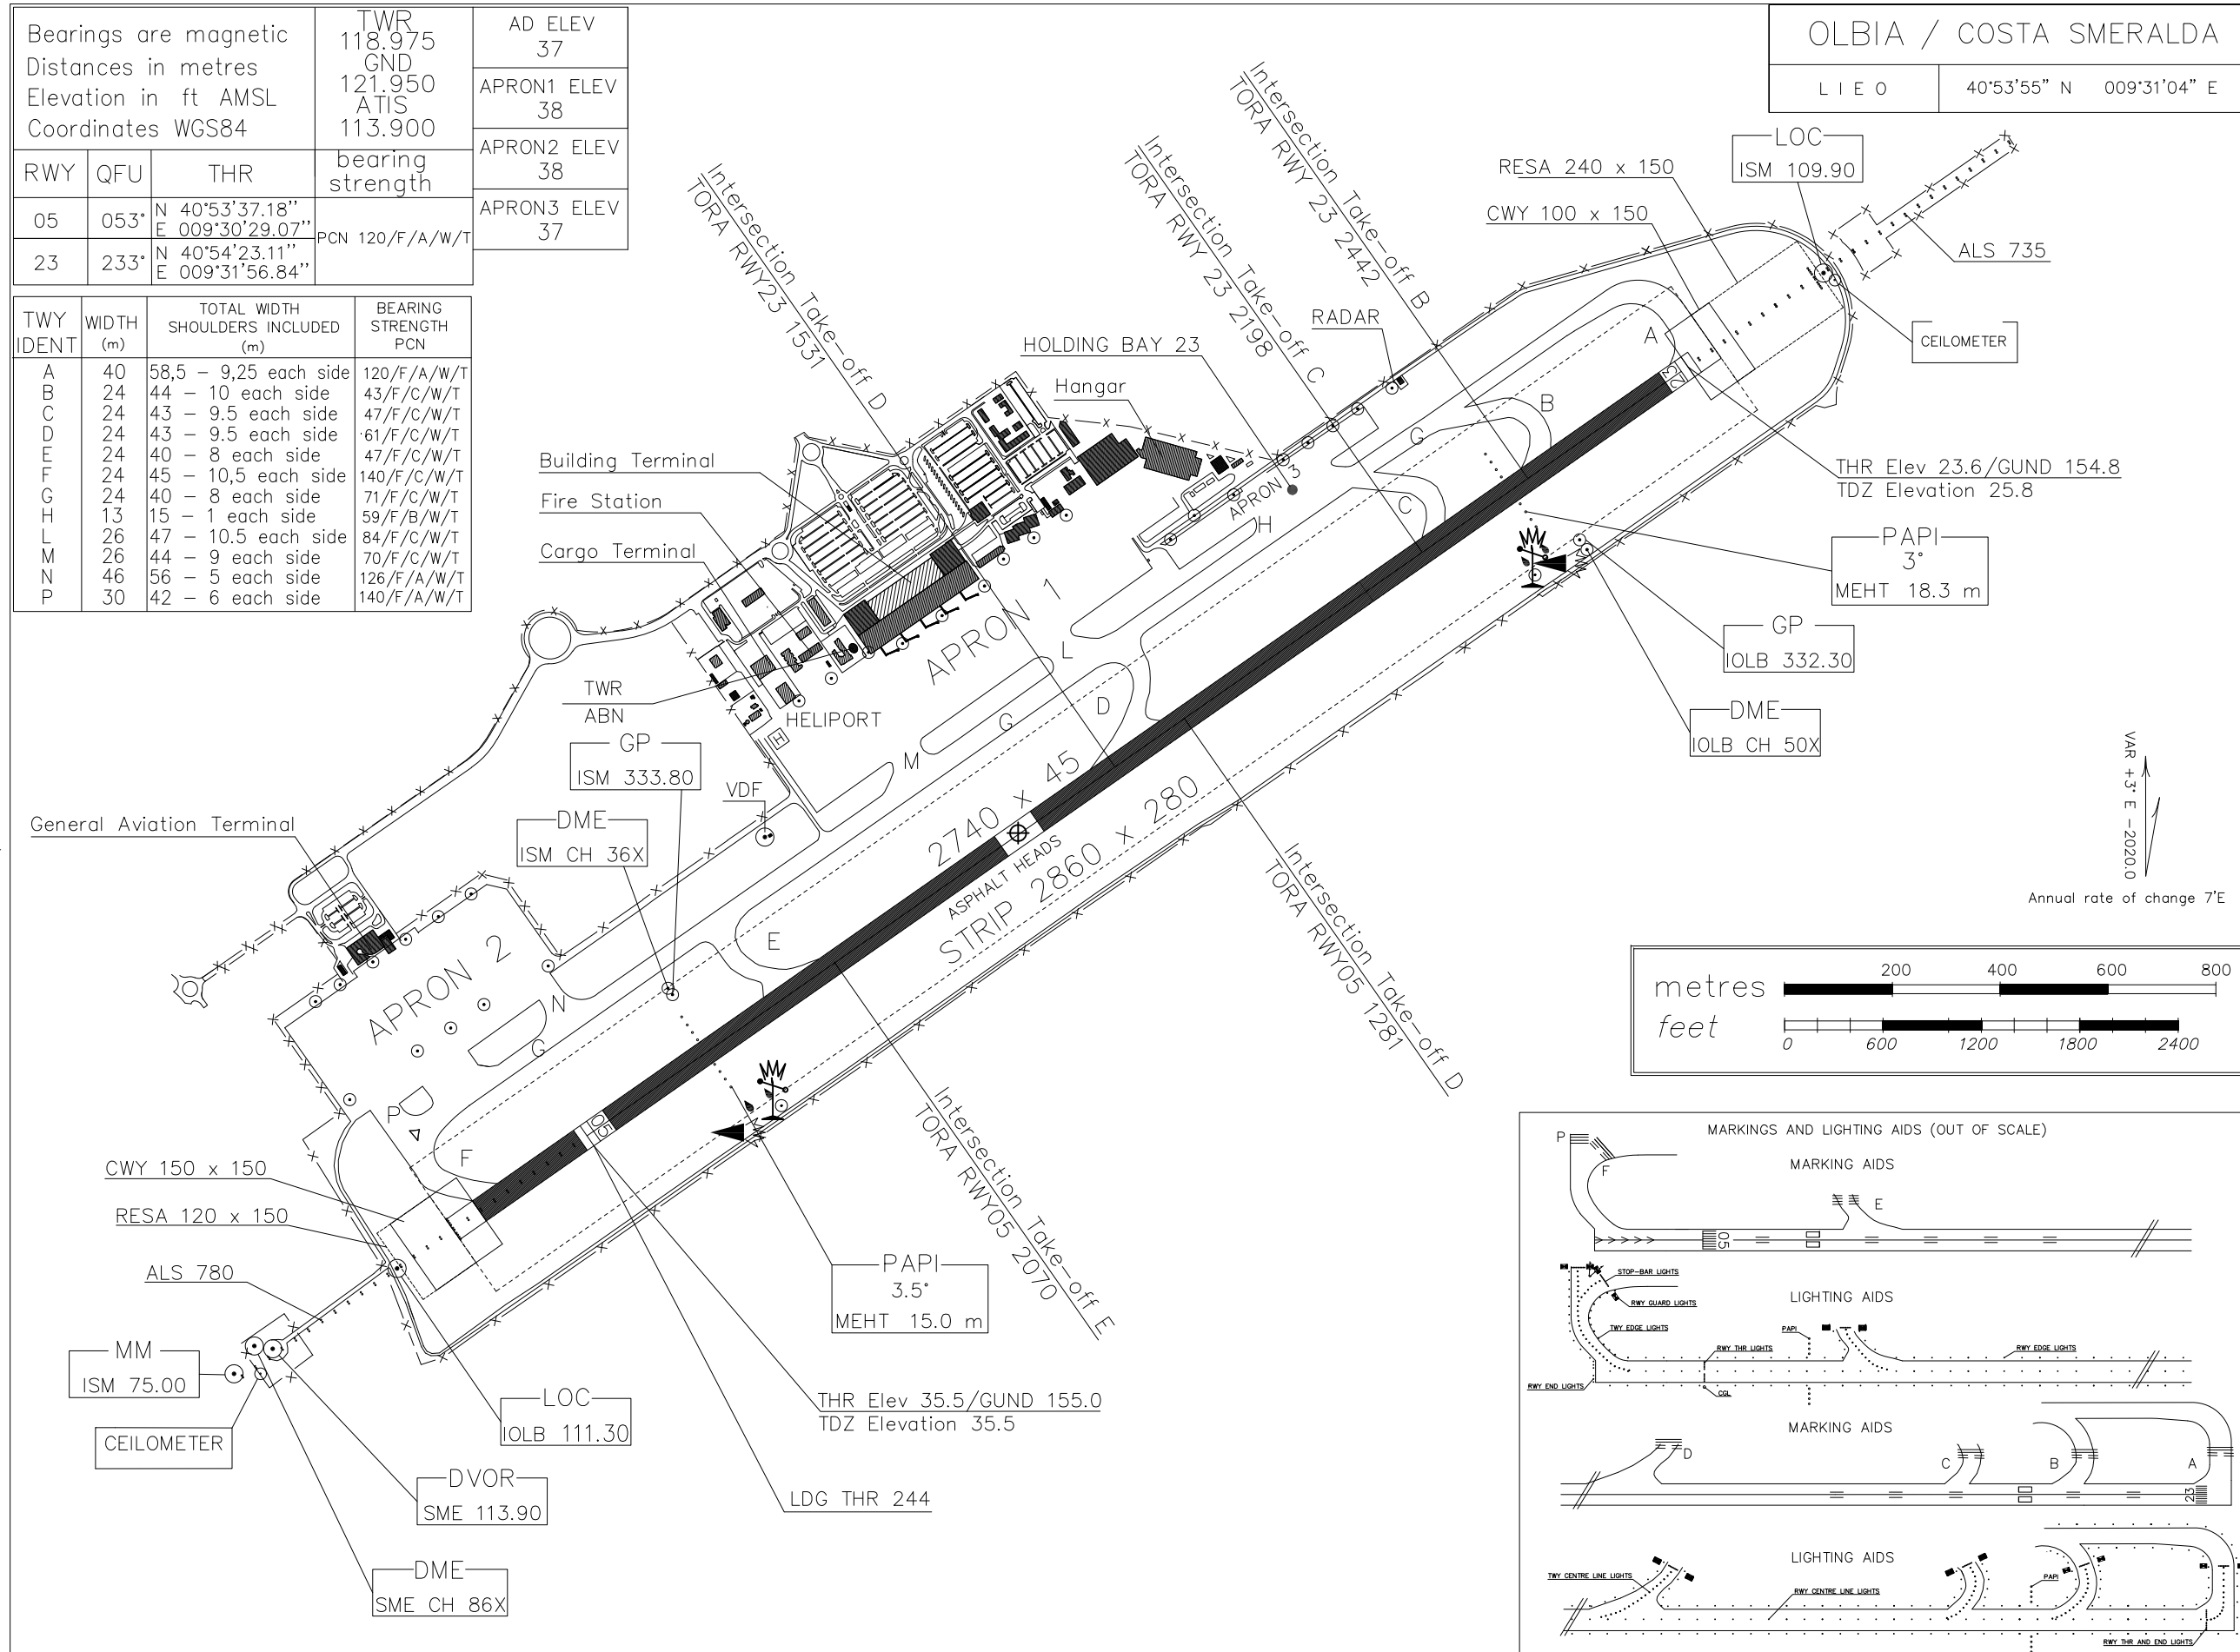 Bearings are magnetic
Distances in metres
Elevation in ft AMSL
Coordinates WGS84
TWR
118.975
GND
121.950
ATIS
113.900
AD ELEV
37
APRON1 ELEV
38
APRON2 ELEV
38
APRON3 ELEV
37
RWY QFU THR bearing strength
05 053° N 40°53'37.18'' E 009°30'29.07''
23 233° N 40°54'23.11'' E 009°31'56.84''
PCN 120/F/A/W/T
TWY IDENT WIDTH (m) TOTAL WIDTH SHOULDERS INCLUDED (m) BEARING STRENGTH PCN
A 40 58,5 – 9,25 each side 120/F/A/W/T
B 24 44 – 10 each side 43/F/C/W/T
C 24 43 – 9.5 each side 47/F/C/W/T
D 24 43 – 9.5 each side 61/F/C/W/T
E 24 40 – 8 each side 47/F/C/W/T
F 24 45 – 10,5 each side 140/F/C/W/T
G 24 40 – 8 each side 71/F/C/W/T
H 13 15 – 1 each side 59/F/B/W/T
L 26 47 – 10.5 each side 84/F/C/W/T
M 26 44 – 9 each side 70/F/C/W/T
N 46 56 – 5 each side 126/F/A/W/T
P 30 42 – 6 each side 140/F/A/W/T
OLBIA / COSTA SMERALDA
L I E O
40°53'55'' N 009°31'04'' E
Intersection Take-off D
TORA RWY23 1531
Intersection Take-off C
TORA RWY 23 2198
Intersection Take-off B
TORA RWY 23 2442
LOC
ISM 109.90
RESA 240 x 150
CWY 100 x 150
ALS 735
CEILOMETER
RADAR
HOLDING BAY 23
Hangar
A
23
B
G
C
Building Terminal
Fire Station
Cargo Terminal
APRON 3
H
THR Elev 23.6/GUND 154.8
TDZ Elevation 25.8
PAPI
3°
MEHT 18.3 m
GP
IOLB 332.30
DME
IOLB CH 50X
APRON 1
L
D
G
M
TWR
ABN
HELIPORT
H
GP
ISM 333.80
VDF
DME
ISM CH 36X
General Aviation Terminal
2740 x 45
ASPHALT HEADS
STRIP 2860 x 280
VAR +3° E -2020.0
Annual rate of change 7'E
E
N
APRON 2
G
Intersection Take-off D
TORA RWY05 1281
Intersection Take-off E
TORA RWY05 2070
metres 200 400 600 800
feet
0 600 1200 1800 2400
P
F
05
CWY 150 x 150
RESA 120 x 150
ALS 780
MM
ISM 75.00
CEILOMETER
PAPI
3.5°
MEHT 15.0 m
THR Elev 35.5/GUND 155.0
TDZ Elevation 35.5
LOC
IOLB 111.30
DVOR
SME 113.90
LDG THR 244
DME
SME CH 86X
MARKINGS AND LIGHTING AIDS (OUT OF SCALE)
MARKING AIDS
P
F
E
05
LIGHTING AIDS
STOP-BAR LIGHTS
RWY GUARD LIGHTS
TWY EDGE LIGHTS
PAPI
RWY THR LIGHTS
RWY EDGE LIGHTS
RWY END LIGHTS
CGL
MARKING AIDS
D
C
B
A
23
LIGHTING AIDS
TWY CENTRE LINE LIGHTS
RWY CENTRE LINE LIGHTS
PAPI
RWY THR AND END LIGHTS